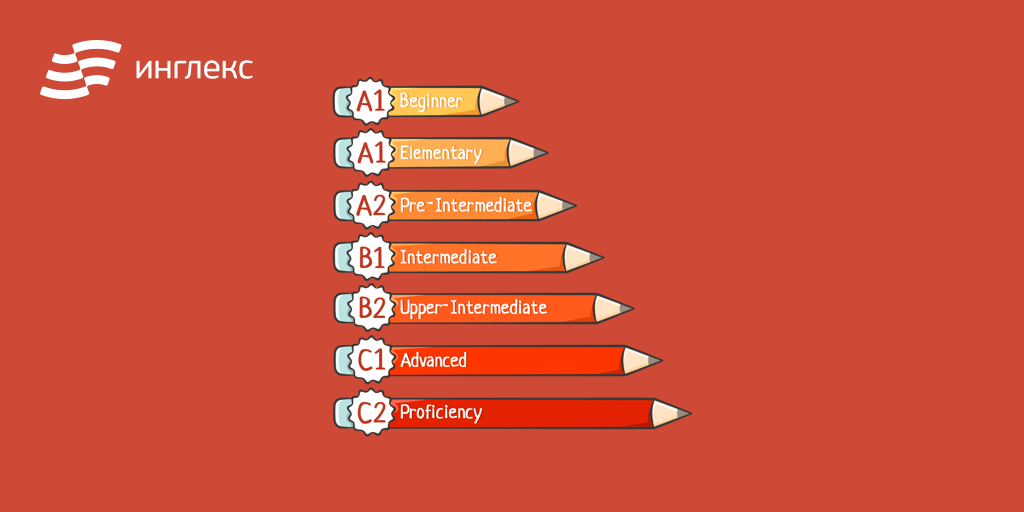 инглекс
A1 Beginner
A1 Elementary
A2 Pre-Intermediate
B1 Intermediate
B2 Upper-Intermediate
C1 Advanced
C2 Proficiency